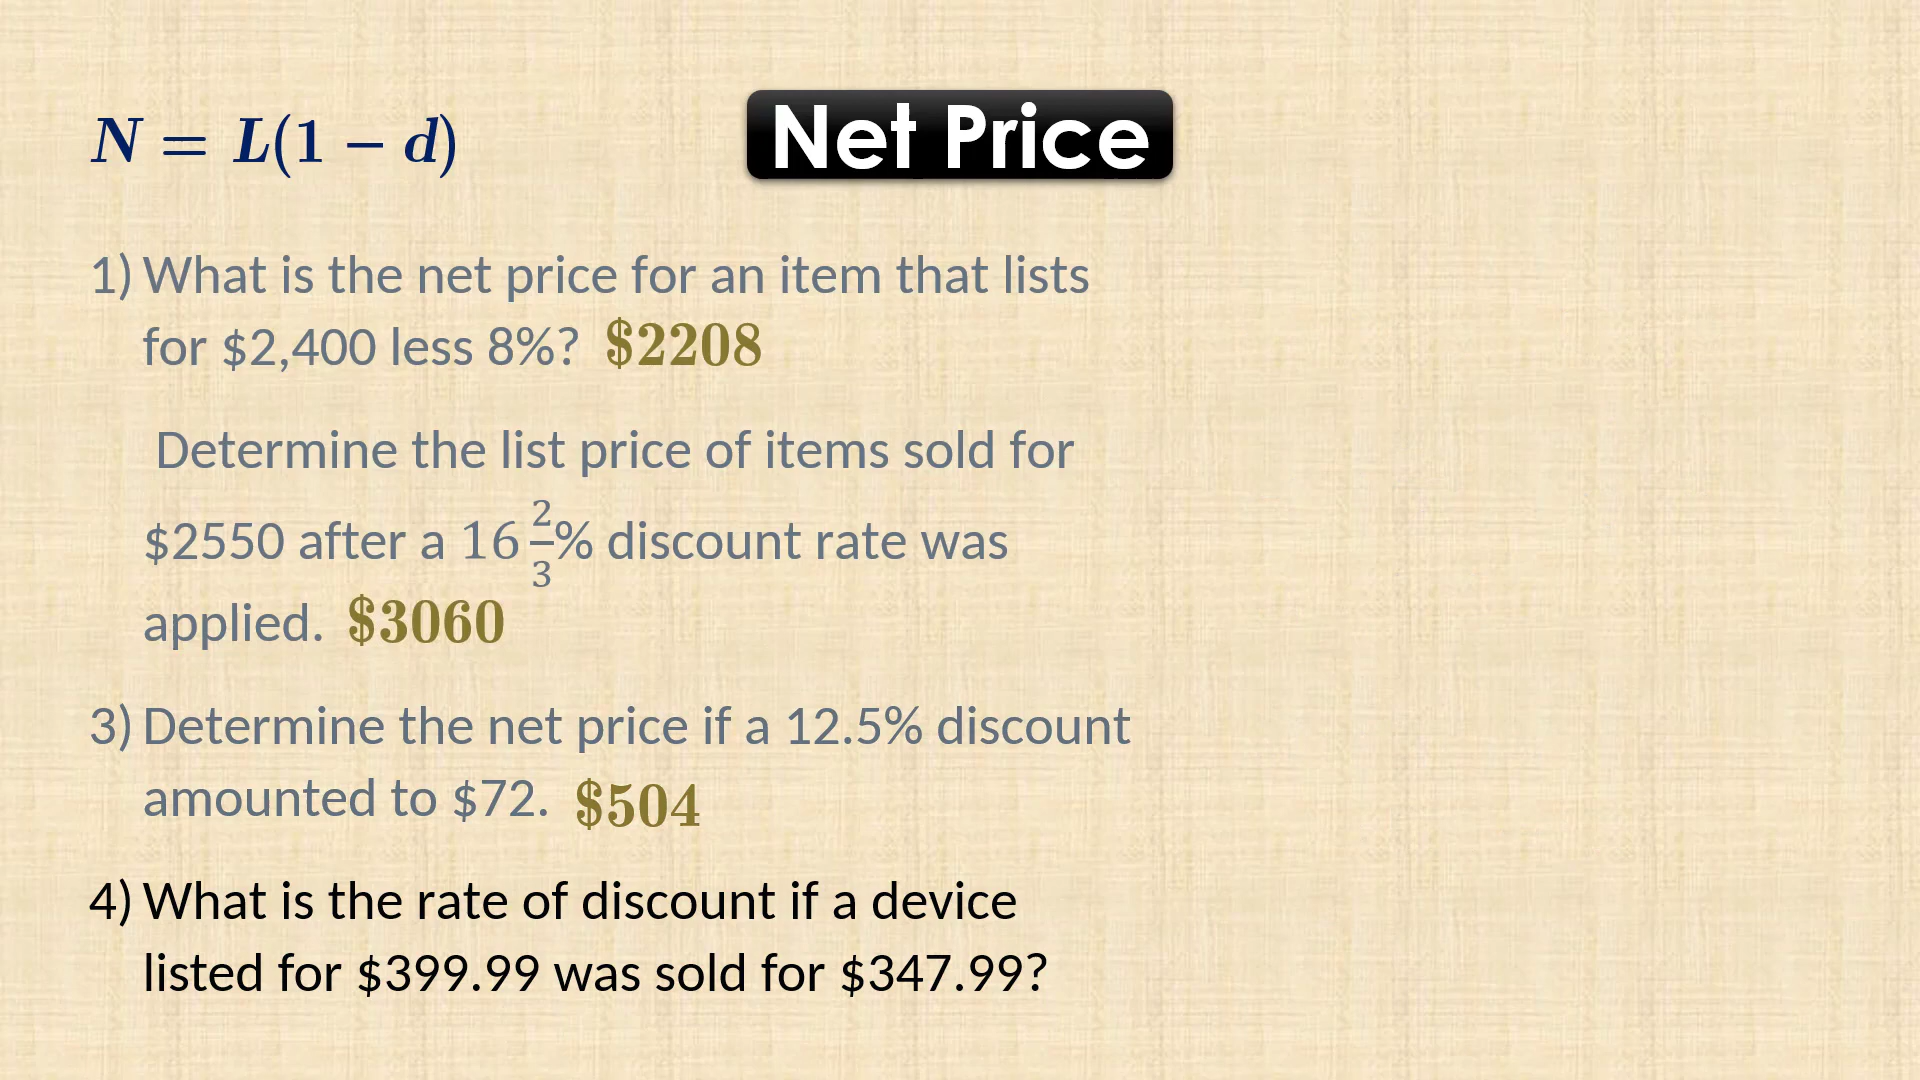 N = L(1 − d)
Net Price
1) What is the net price for an item that lists
for $2,400 less 8%? $2208
Determine the list price of items sold for
$2550 after a 16 2/3% discount rate was
applied. $3060
3) Determine the net price if a 12.5% discount
amounted to $72. $504
4) What is the rate of discount if a device
listed for $399.99 was sold for $347.99?